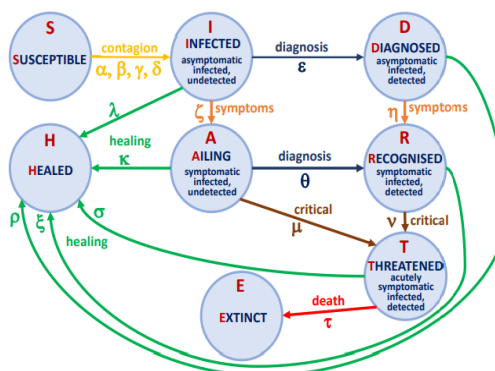 S
SUSCEPTIBLE
contagion
α, β, γ, δ
I
INFECTED
asymptomatic
infected,
undetected
diagnosis
ε
D
DIAGNOSED
asymptomatic
infected,
detected
λ
ζ
symptoms
η
symptoms
H
HEALED
healing
κ
A
AILING
symptomatic
infected,
undetected
diagnosis
θ
R
RECOGNISED
symptomatic
infected,
detected
critical
μ
ν
critical
ρ
ξ
healing
σ
T
THREATENED
acutely
symptomatic
infected,
detected
E
EXTINCT
death
τ